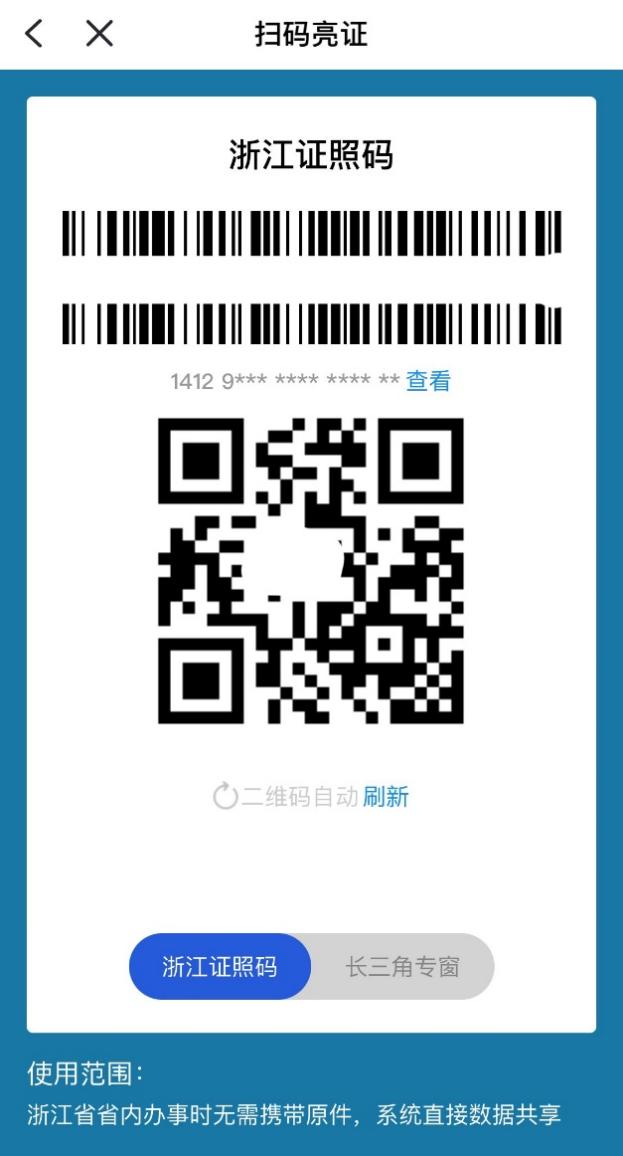 扫码亮证
浙江证照码
1412 9*** **** **** ** 查看
二维码自动 刷新
浙江证照码 长三角专窗
使用范围：
浙江省省内办事时无需携带原件，系统直接数据共享